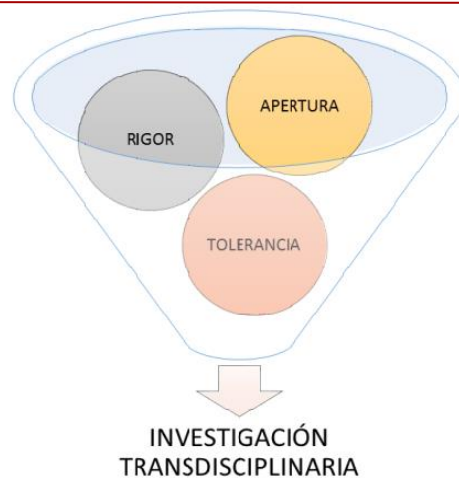 APERTURA
RIGOR
TOLERANCIA
INVESTIGACIÓN
TRANSDISCIPLINARIA